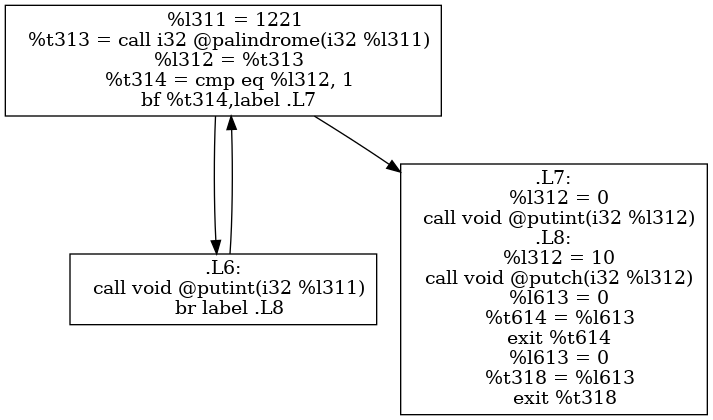 %l311 = 1221
%t313 = call i32 @palindrome(i32 %l311)
%l312 = %t313
%t314 = cmp eq %l312, 1
bf %t314,label .L7
.L6:
call void @putint(i32 %l311)
br label .L8
.L7:
%l312 = 0
call void @putint(i32 %l312)
.L8:
%l312 = 10
call void @putch(i32 %l312)
%l613 = 0
%t614 = %l613
exit %t614
%l613 = 0
%t318 = %l613
exit %t318